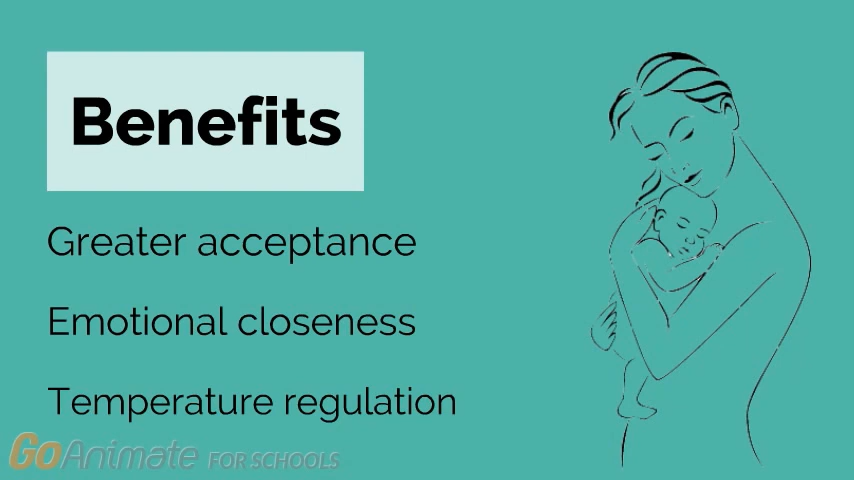 Benefits
Greater acceptance
Emotional closeness
Temperature regulation
GoAnimate FOR SCHOOLS